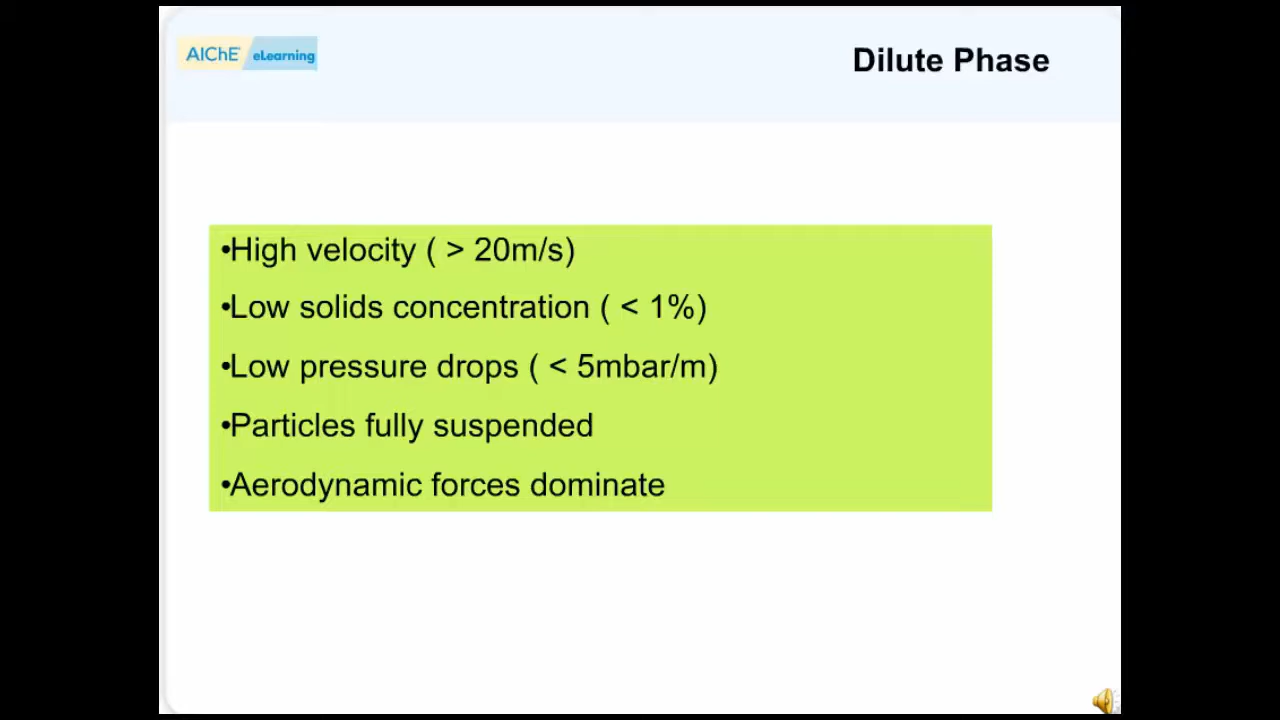 AIChE eLearning
Dilute Phase
•High velocity ( > 20m/s)
•Low solids concentration ( < 1%)
•Low pressure drops ( < 5mbar/m)
•Particles fully suspended
•Aerodynamic forces dominate